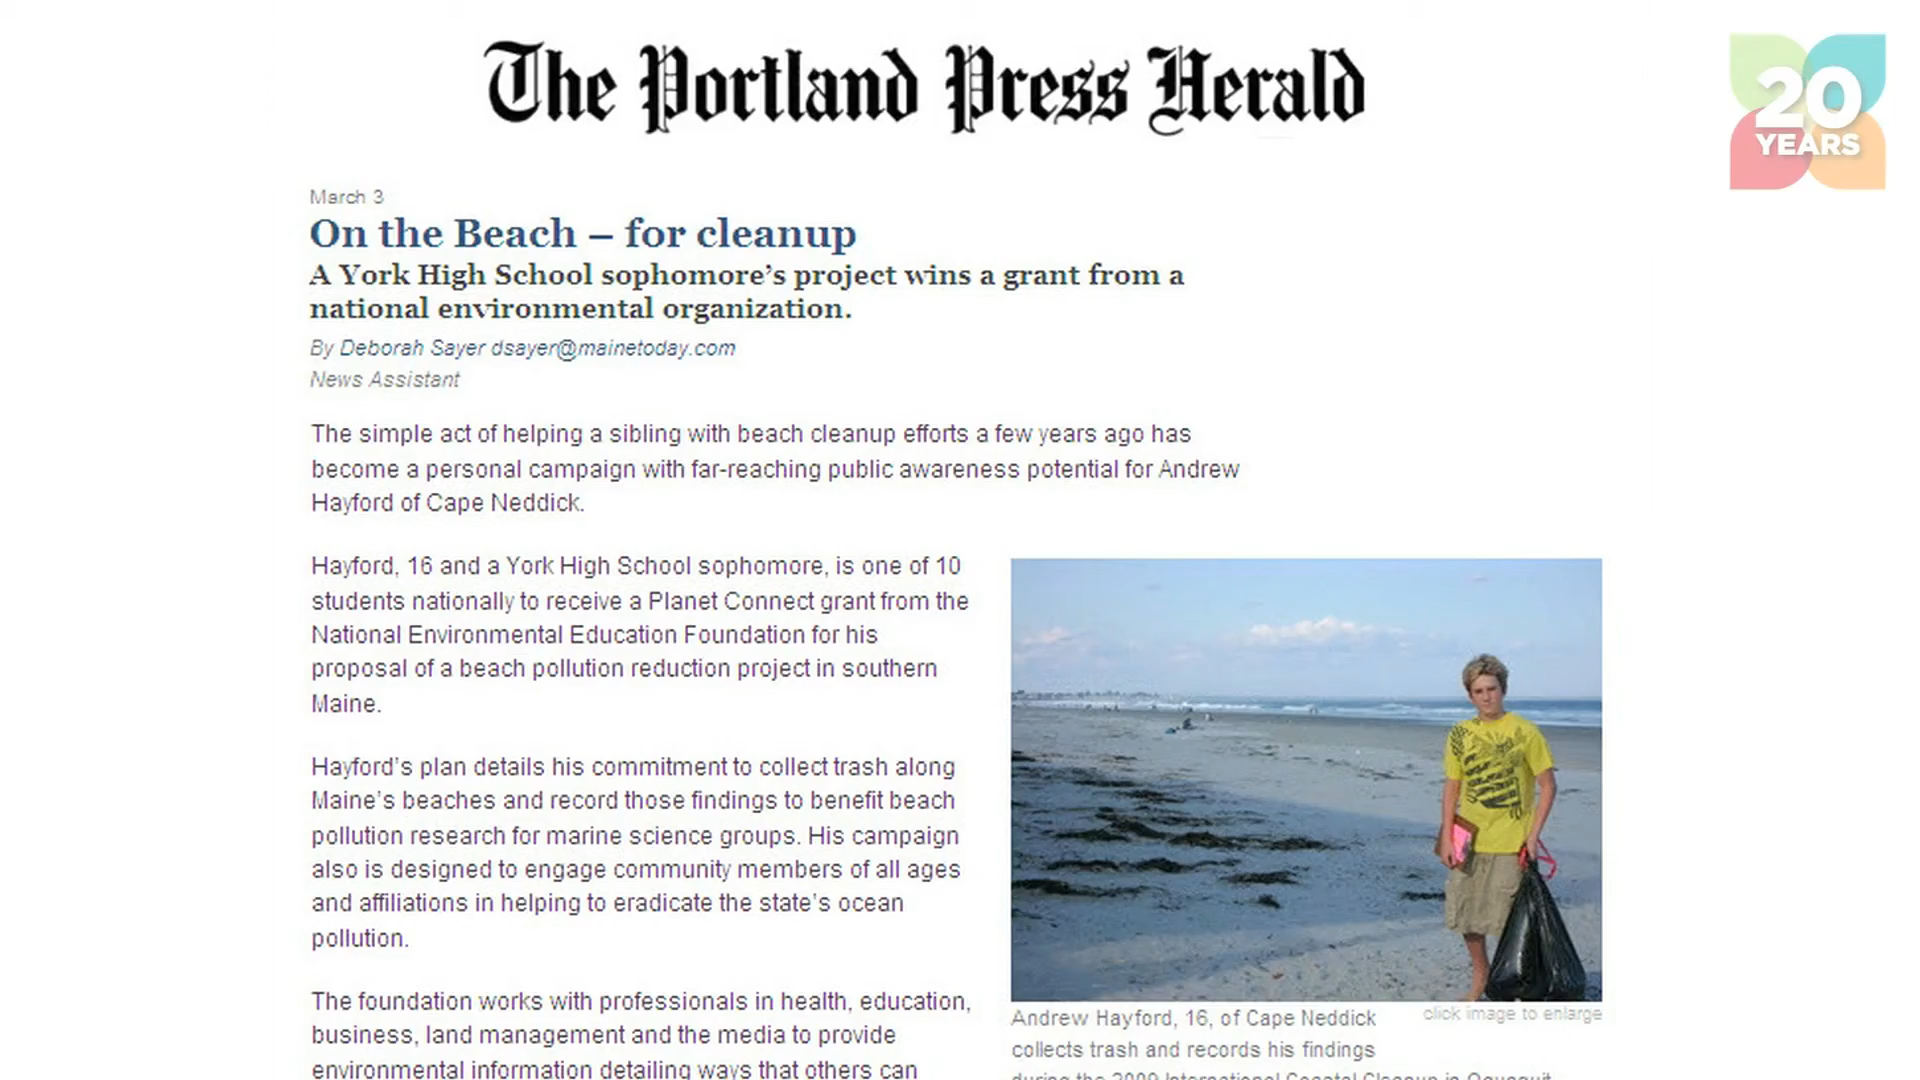 The Portland Press Herald
20
YEARS
March 3
On the Beach – for cleanup
A York High School sophomore's project wins a grant from a
national environmental organization.
By Deborah Sayer dsayer@mainetoday.com
News Assistant
The simple act of helping a sibling with beach cleanup efforts a few years ago has
become a personal campaign with far-reaching public awareness potential for Andrew
Hayford of Cape Neddick.
Hayford, 16 and a York High School sophomore, is one of 10
students nationally to receive a Planet Connect grant from the
National Environmental Education Foundation for his
proposal of a beach pollution reduction project in southern
Maine.
Hayford's plan details his commitment to collect trash along
Maine's beaches and record those findings to benefit beach
pollution research for marine science groups. His campaign
also is designed to engage community members of all ages
and affiliations in helping to eradicate the state's ocean
pollution.
The foundation works with professionals in health, education,
business, land management and the media to provide
environmental information detailing ways that others can
click image to enlarge
Andrew Hayford, 16, of Cape Neddick
collects trash and records his findings
during the 2009 International Coastal Cleanup in Ogunquit